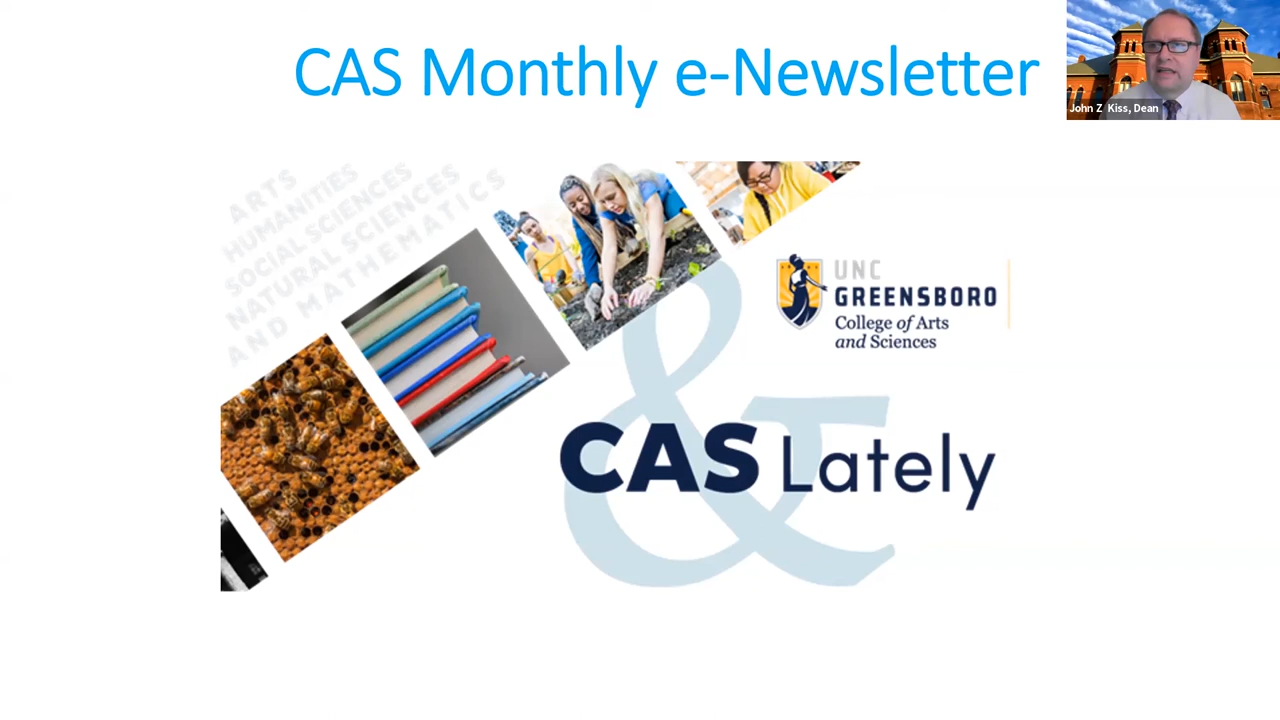 CAS Monthly e-Newsletter
John Z Kiss, Dean
ARTS
HUMANITIES
SOCIAL SCIENCES
NATURAL SCIENCES
AND MATHEMATICS
UNC
GREENSBORO
College of Arts
and Sciences
&
CAS Lately